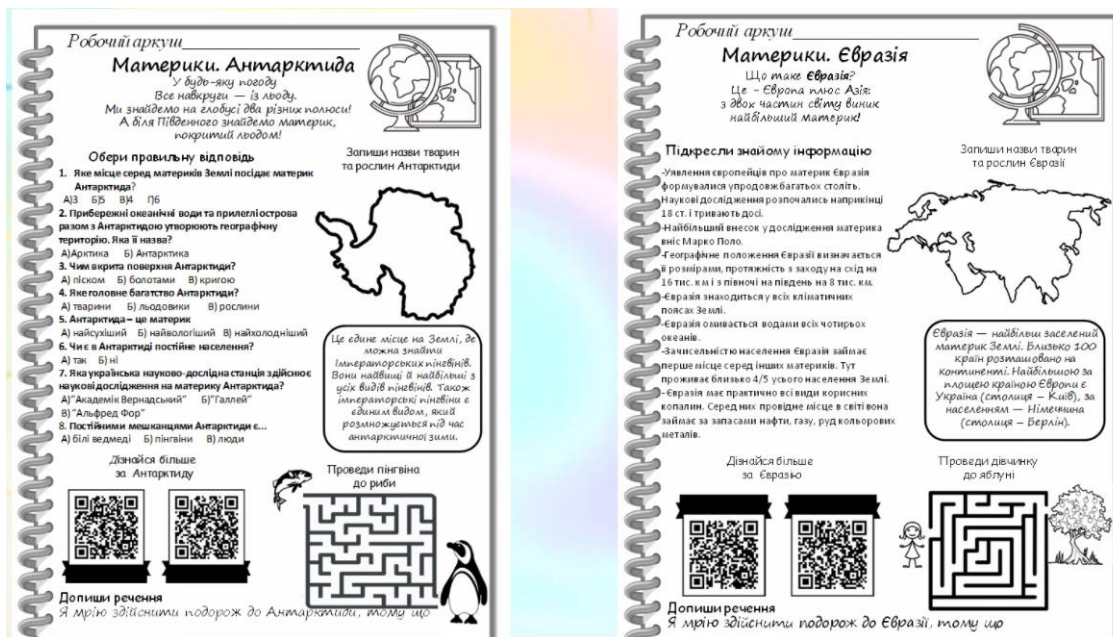 Робочий аркуш
Материки. Антарктида
У будь-яку погоду
Все навкруги — із льоду.
Ми знайдемо на глобусі два різних полюси!
А біля Південного знайдемо материк,
покритий льодом!
Обери правильну відповідь
1. Яке місце серед материків Землі посідає материк
Антарктида?
А)3 Б)5 В)4 Г)6
2. Прибережні океанічні води та прилеглі острова
разом з Антарктидою утворюють географічну
територію. Яка її назва?
А)Арктика Б) Антарктика
3. Чим вкрита поверхня Антарктиди?
А) піском Б) болотами В) кригою
4. Яке головне багатство Антарктиди?
А) тварини Б) льодовики В) рослини
5. Антарктида – це материк
А) найсухіший Б) найвологіший В) найхолодніший
6. Чи є в Антарктиді постійне населення?
А) так Б) ні
7. Яка українська науково-дослідна станція здійснює
наукові дослідження на материку Антарктида?
А)"Академік Вернадський" Б)"Галлей"
В)"Альфред Фор"
8. Постійними мешканцями Антарктиди є...
А) білі ведмеді Б) пінгвіни В) люди
Запиши назви тварин
та рослин Антарктиди
Це єдине місце на Землі, де
можна знайти
Імператорських пінгвінів.
Вони найвищі й найбільші з
усіх видів пінгвінів. Також
імператорські пінгвіни є
єдиним видом, який
розмножується під час
антарктичної зими.
Дізнайся більше
за Антарктиду
Проведи пінгвіна
до риби
Допиши речення
Я мрію здійснити подорож до Антарктиди, тому що
Робочий аркуш
Материки. Євразія
Що таке Євразія?
Це - Європа плюс Азія:
з двох частин світу виник
найбільший материк!
Підкресли знайому інформацію
-Уявлення європейців про материк Євразія
формувалися упродовж багатьох століть.
Наукові дослідження розпочались наприкінці
18 ст. і тривають досі.
-Найбільший внесок у дослідження материка
вніс Марко Поло.
-Географічне положення Євразії визначається
її розмірами, протяжність з заходу на схід на
16 тис. км і з півночі на південь на 8 тис. км.
-Євразія знаходиться у всіх кліматичних
поясах Землі.
-Євразія омивається водами всіх чотирьох
океанів.
-За чисельністю населення Євразія займає
перше місце серед інших материків. Тут
проживає близько 4/5 усього населення Землі.
- Євразія має практично всі види корисних
копалин. Серед них провідне місце в світі вона
займає за запасами нафти, газу, руд кольорових
металів.
Запиши назви тварин
та рослин Євразії
Євразія — найбільш заселений
материк Землі. Близько 100
країн розташовано на
континенті. Найбільшою за
площею країною Європи є
Україна (столиця – Київ), за
населенням — Німеччина
(столиця – Берлін).
Дізнайся більше
за Євразію
Проведи дівчинку
до яблуні
Допиши речення
Я мрію здійснити подорож до Євразії, тому що